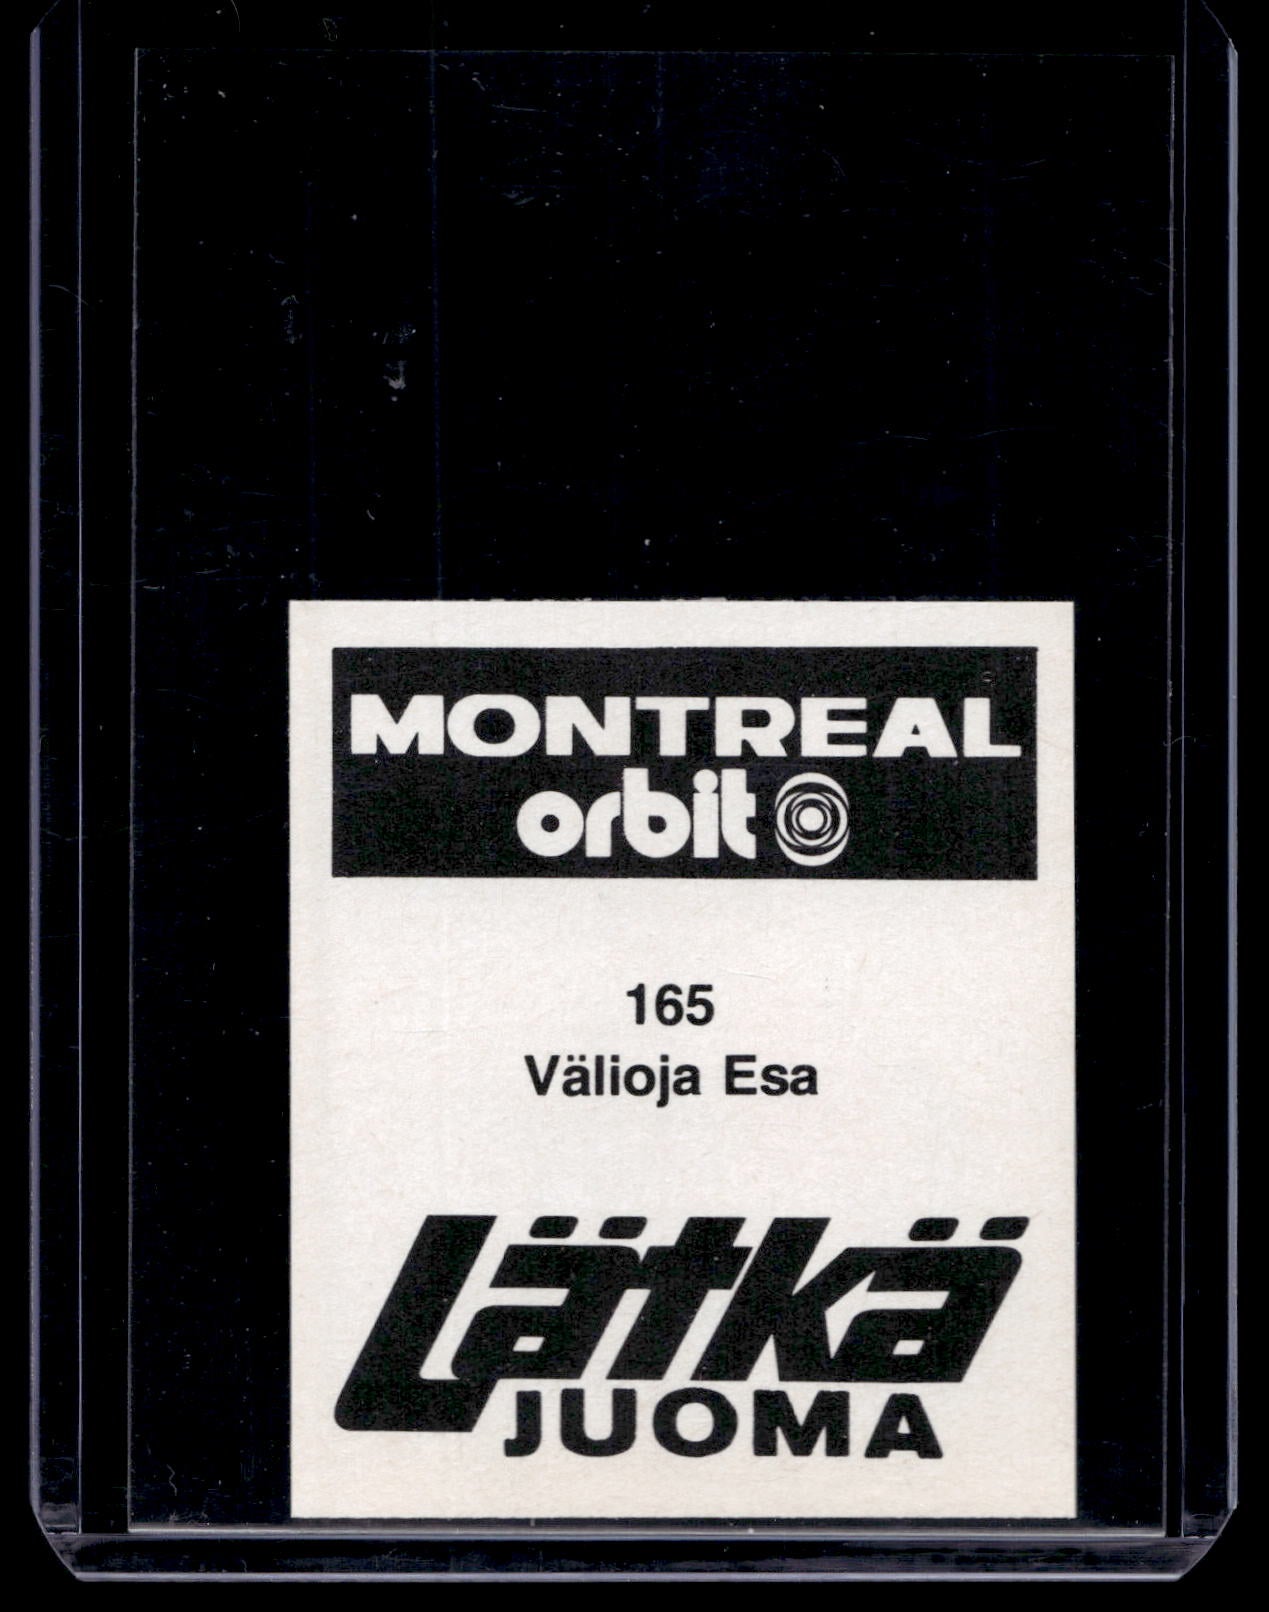 MONTREAL
orbit
165
Välioja Esa
Lätkä
JUOMA